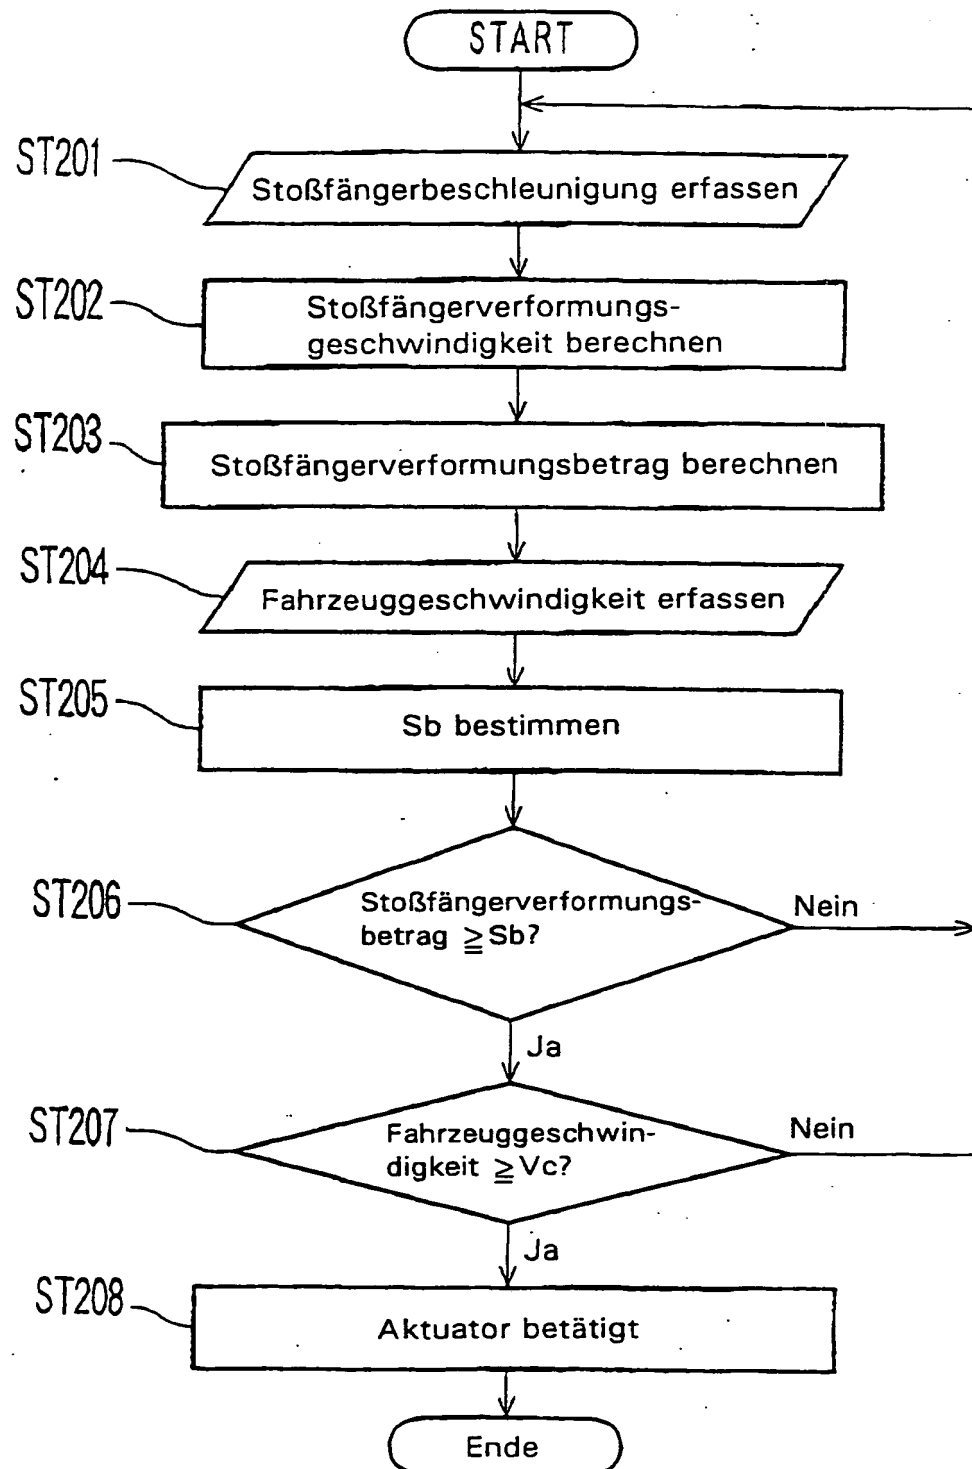 START
ST201
Stoßfängerbeschleunigung erfassen
ST202
Stoßfängerverformungs-
geschwindigkeit berechnen
ST203
Stoßfängerverformungsbetrag berechnen
ST204
Fahrzeuggeschwindigkeit erfassen
ST205
Sb bestimmen
ST206
Stoßfängerverformungs-
betrag ≧Sb?
Nein
Ja
ST207
Fahrzeuggeschwin-
digkeit ≧Vc?
Nein
Ja
ST208
Aktuator betätigt
Ende